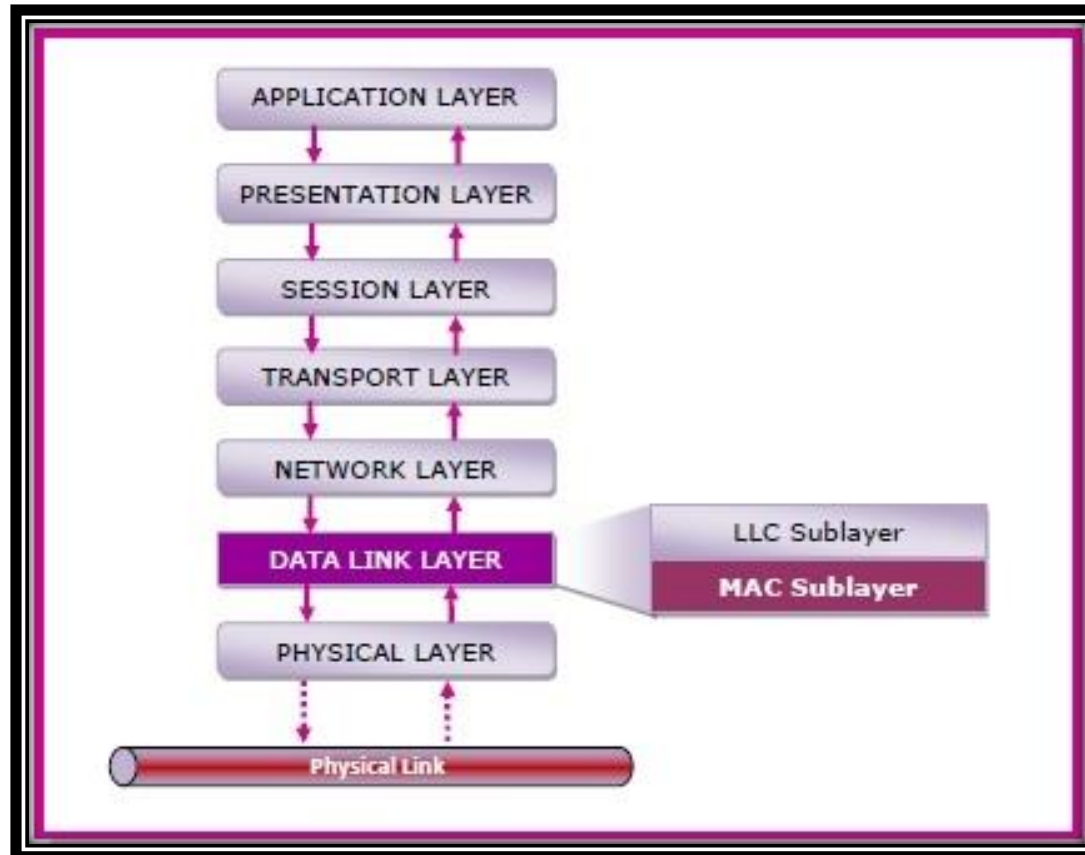 APPLICATION LAYER
PRESENTATION LAYER
SESSION LAYER
TRANSPORT LAYER
NETWORK LAYER
DATA LINK LAYER
LLC Sublayer
MAC Sublayer
PHYSICAL LAYER
Physical Link